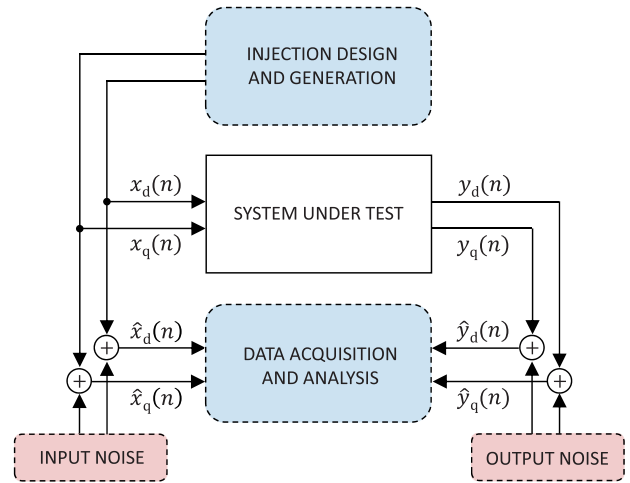 INJECTION DESIGN
AND GENERATION
x_d(n)
y_d(n)
SYSTEM UNDER TEST
x_q(n)
y_q(n)
x̂_d(n)
ŷ_d(n)
DATA ACQUISITION
AND ANALYSIS
x̂_q(n)
ŷ_q(n)
INPUT NOISE
OUTPUT NOISE